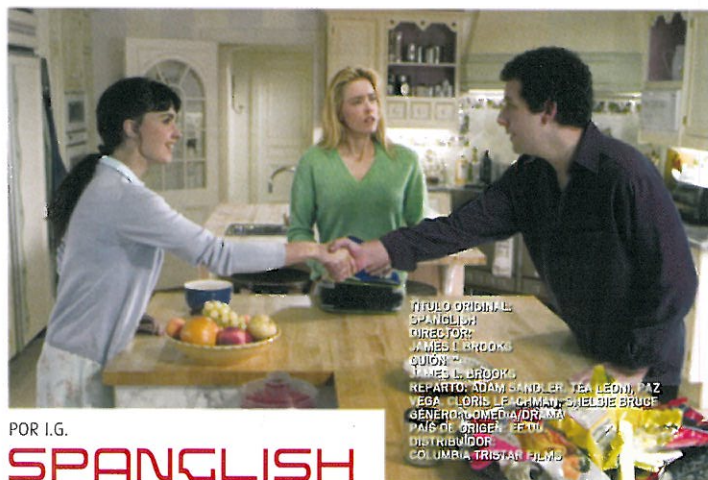 TITULO ORIGINAL:
SPANGLISH
DIRECTOR:
JAMES L BROOKS
GUIÓN:
JAMES L. BROOKS
REPARTO: ADAM SANDLER, TEA LEONI, PAZ
VEGA, CLORIS LEACHMAN, SHELBIE BRUCE
GÉNERO: COMEDIA/DRAMA
PAÍS DE ORIGEN: EE UU
DISTRIBUIDOR:
COLUMBIA TRISTAR FILMS
POR I.G.
SPANGLISH